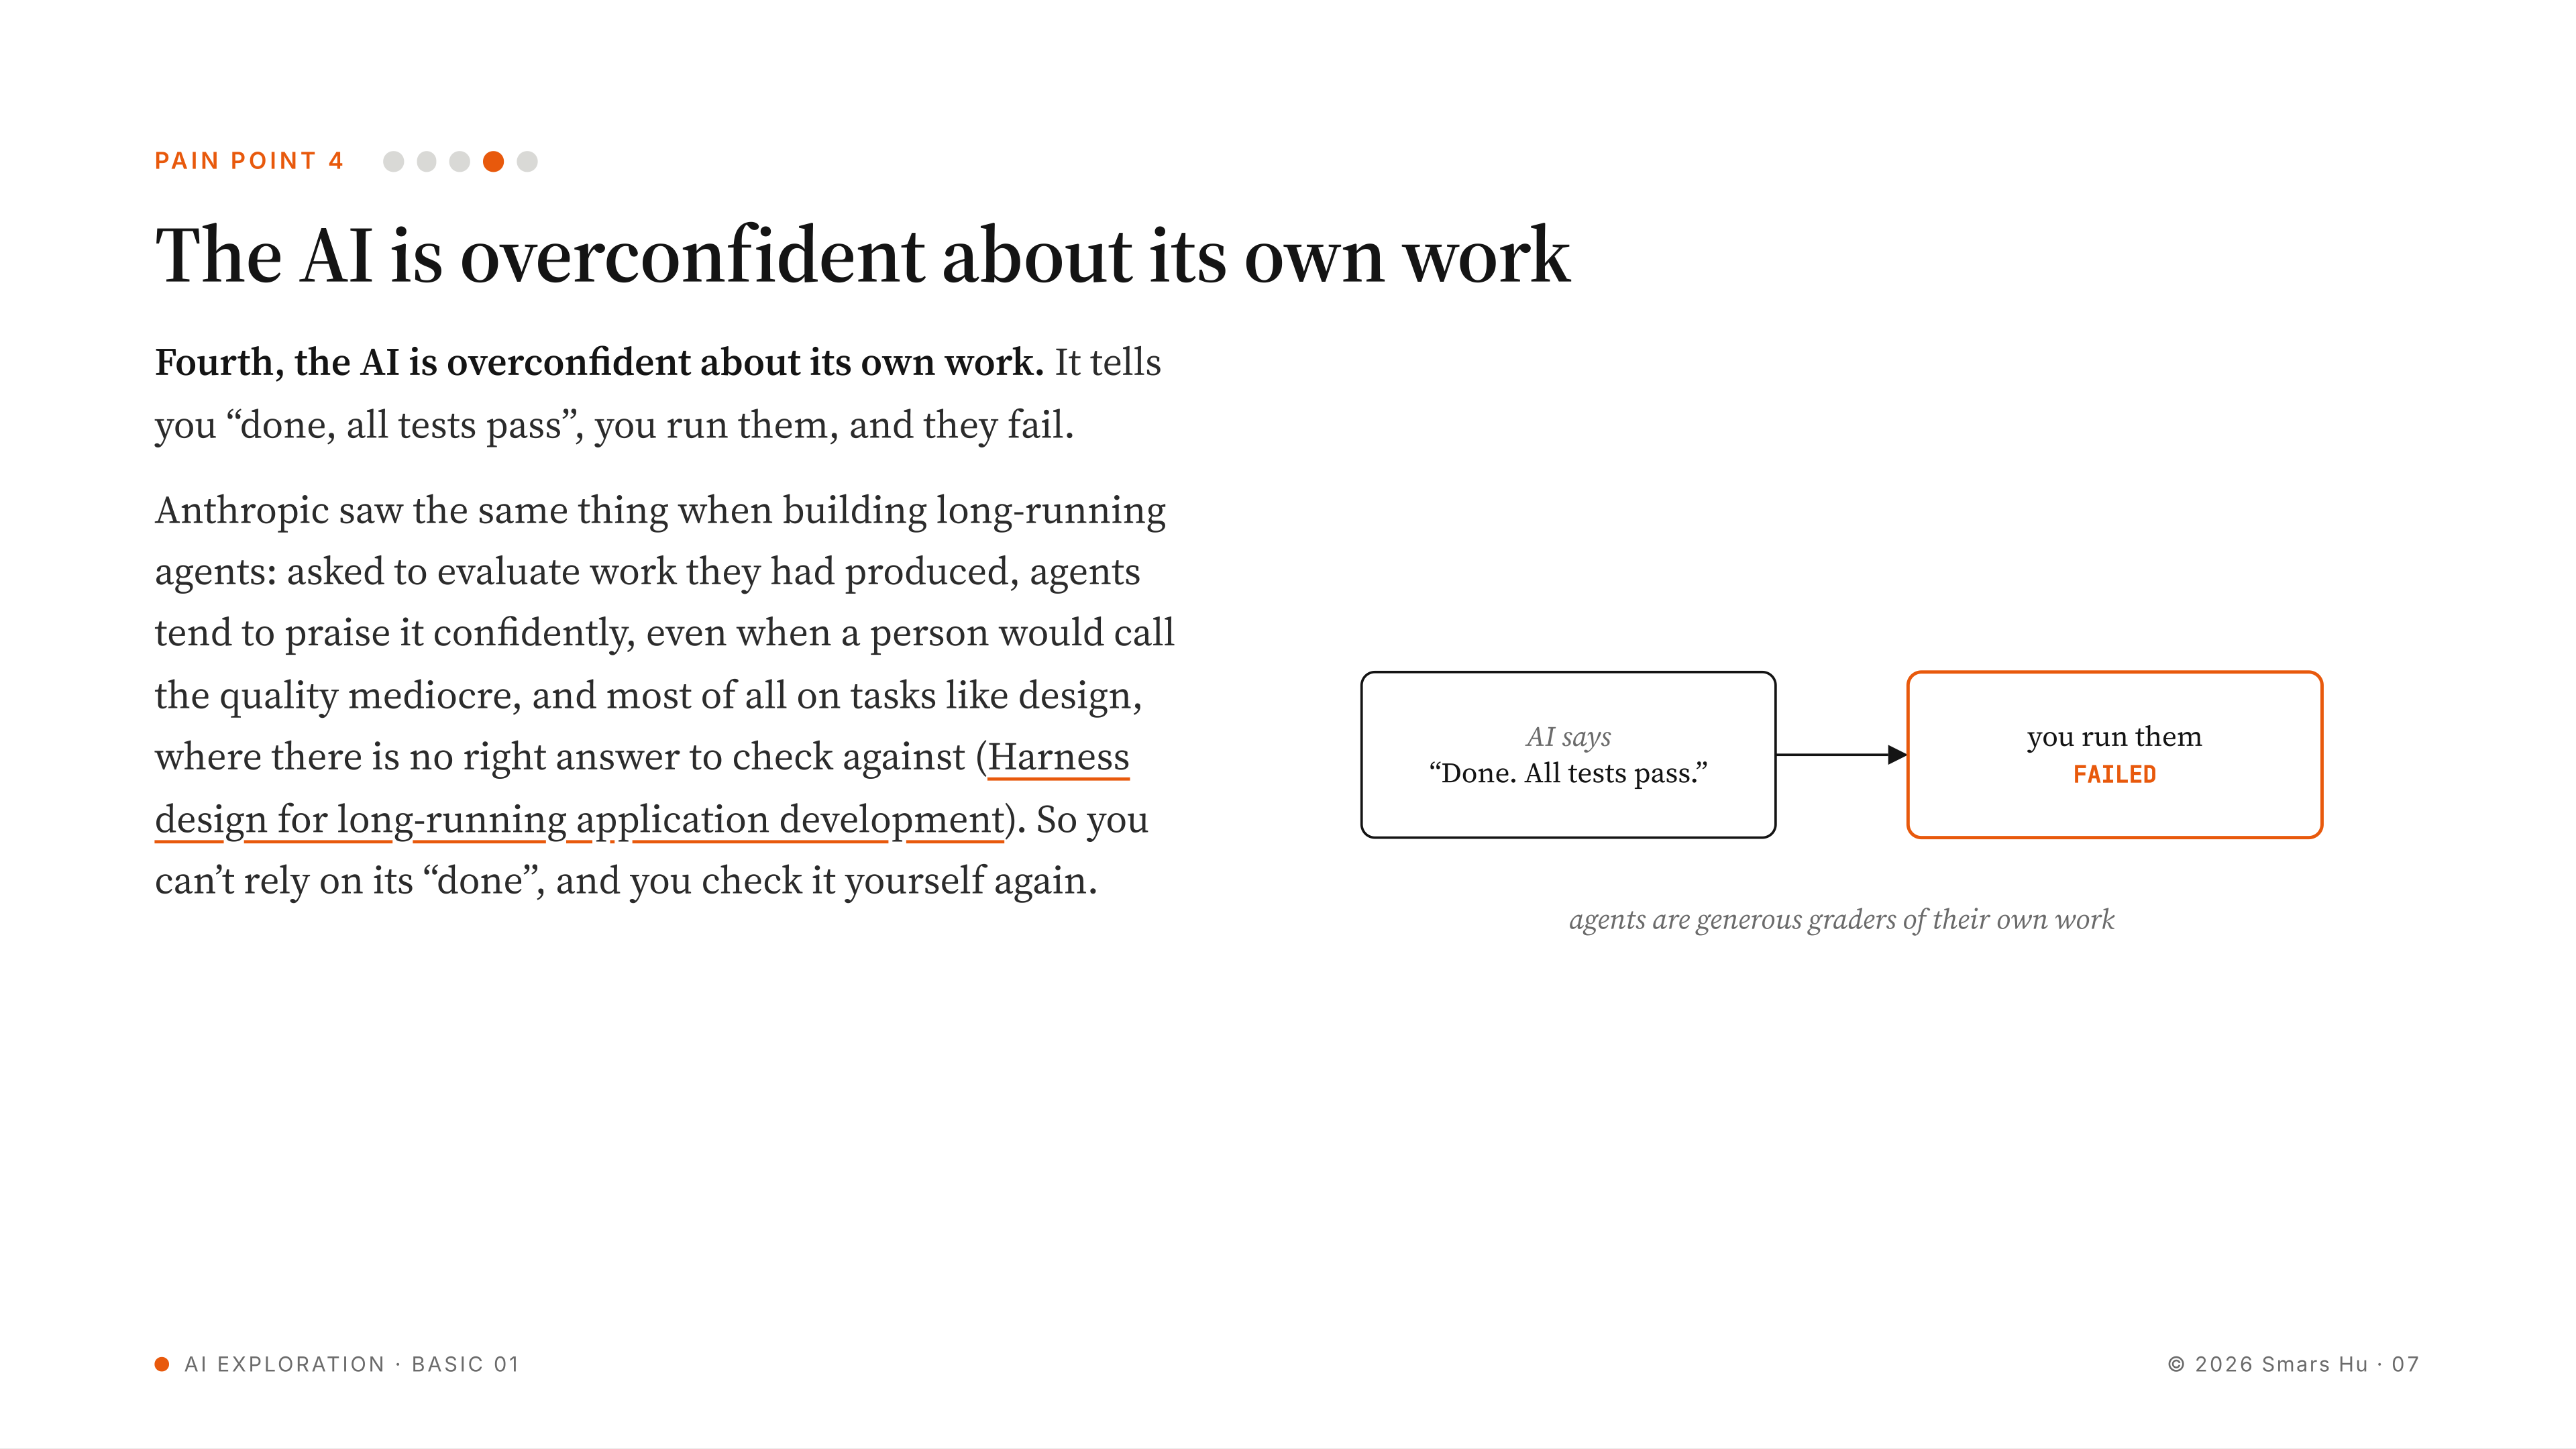 PAIN POINT 4
The AI is overconfident about its own work
Fourth, the AI is overconfident about its own work. It tells
you “done, all tests pass”, you run them, and they fail.
Anthropic saw the same thing when building long-running
agents: asked to evaluate work they had produced, agents
tend to praise it confidently, even when a person would call
the quality mediocre, and most of all on tasks like design,
where there is no right answer to check against (Harness
design for long-running application development). So you
can’t rely on its “done”, and you check it yourself again.
AI says
“Done. All tests pass.”
you run them
FAILED
agents are generous graders of their own work
AI EXPLORATION · BASIC 01
© 2026 Smars Hu · 07